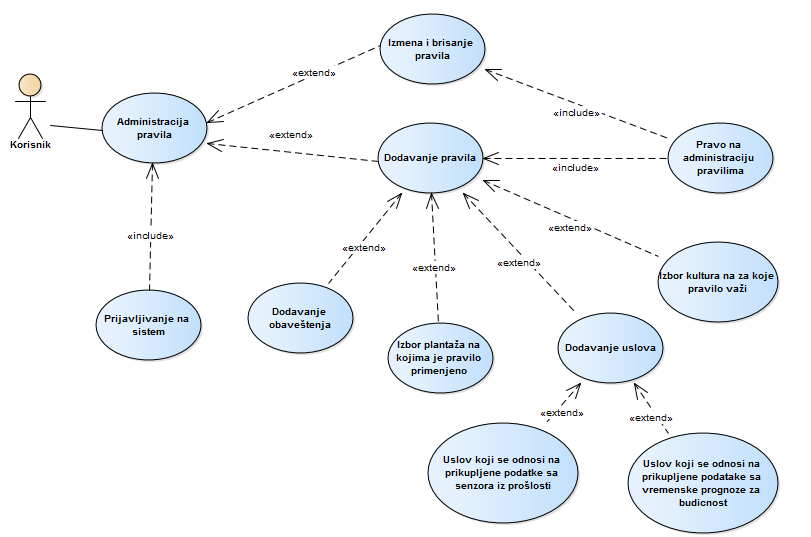 Izmena i brisanje
pravila
«extend»
Korisnik
Administracija
pravila
«extend»
«include»
Dodavanje pravila
Pravo na
administraciju
pravilima
«include»
«include»
«extend»
«extend»
«extend»
«extend»
Izbor kultura na za koje
pravilo važi
Prijavljivanje na
sistem
Dodavanje
obaveštenja
Izbor plantaža na
kojima je pravilo
primenjeno
Dodavanje uslova
«extend»
«extend»
Uslov koji se odnosi na
prikupljene podatke sa
senzora iz prošlosti
Uslov koji se odnosi na
prikupljene podatake sa
vremenske prognoze za
budicnost